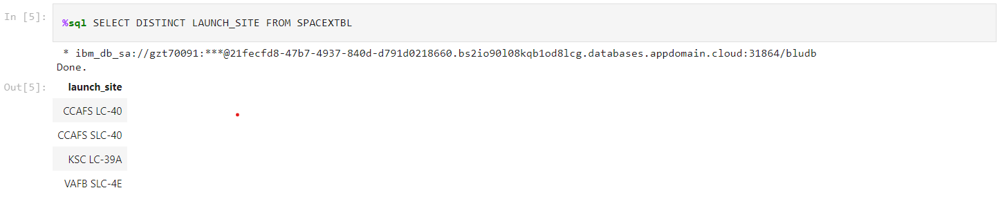 In [5]:
%sql SELECT DISTINCT LAUNCH_SITE FROM SPACEXTBL
* ibm_db_sa://gzt70091:***@21fecfd8-47b7-4937-840d-d791d0218660.bs2io90l08kqb1od8lcg.databases.appdomain.cloud:31864/bludb
Done.
Out[5]:
launch_site
CCAFS LC-40
CCAFS SLC-40
KSC LC-39A
VAFB SLC-4E